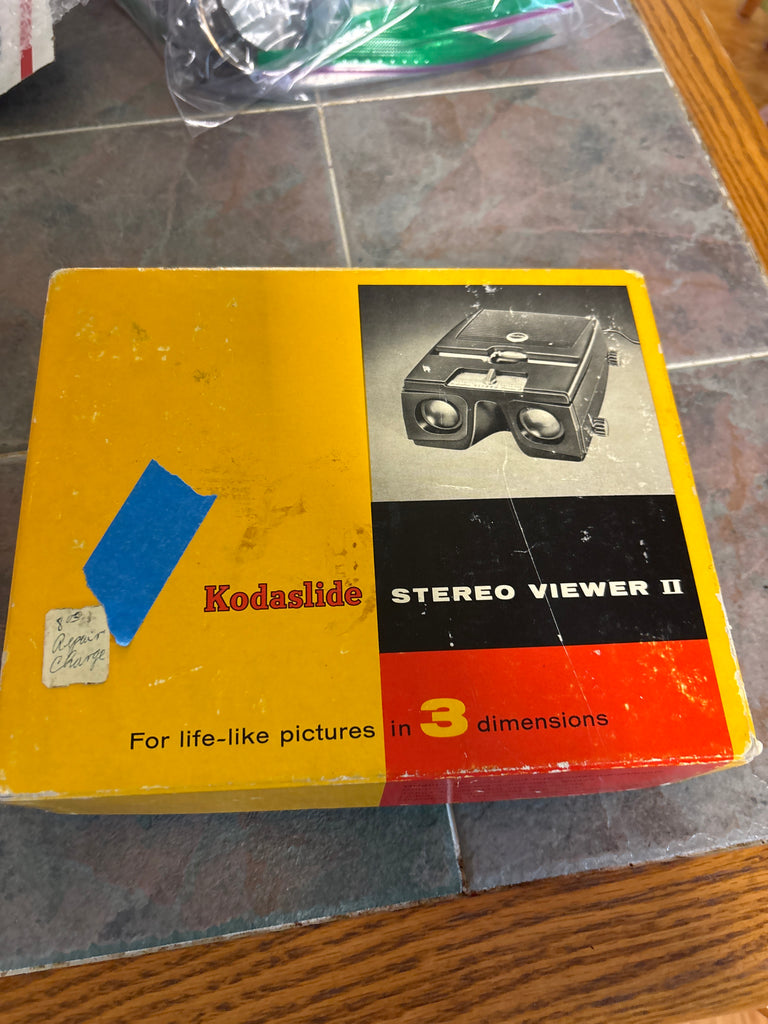 Kodaslide STEREO VIEWER II
Repair
Charge
For life-like pictures in 3 dimensions